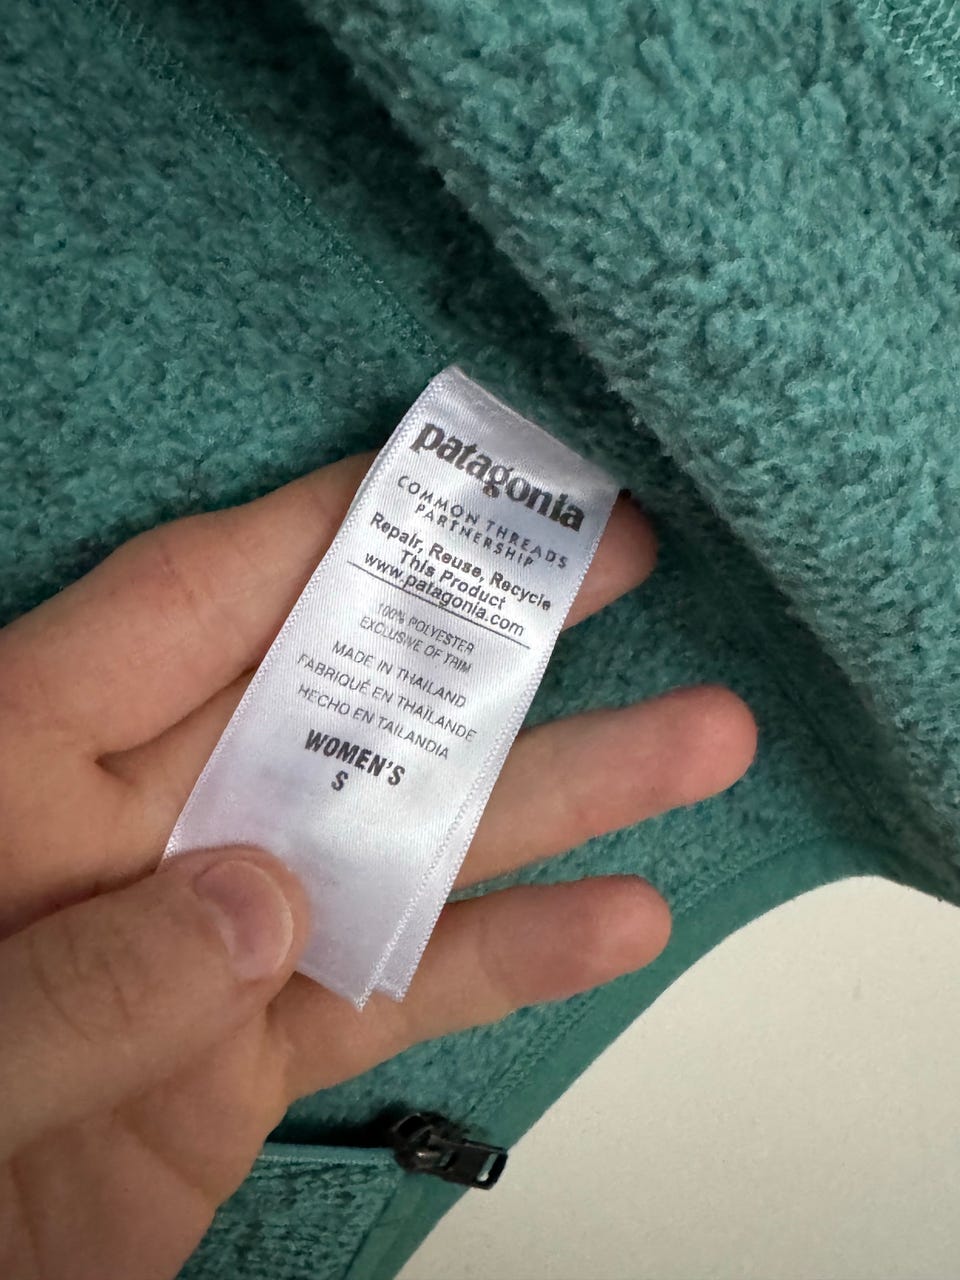 patagonia
COMMON THREADS
PARTNERSHIP
Repair, Reuse, Recycle
This Product
www.patagonia.com
100% POLYESTER
EXCLUSIVE OF TRIM
MADE IN THAILAND
FABRIQUÉ EN THAÏLANDE
HECHO EN TAILANDIA
WOMEN'S
S